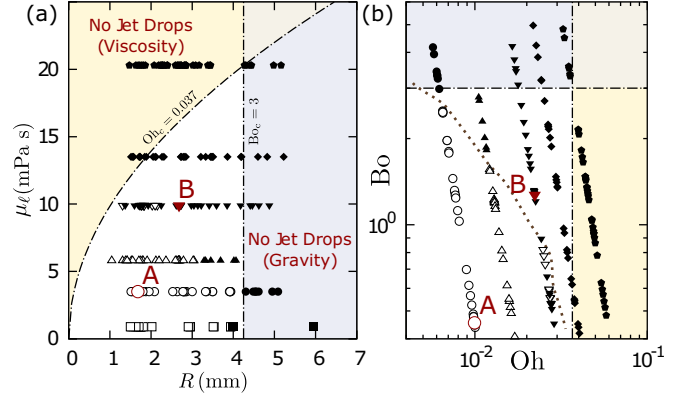 (a)
No Jet Drops
(Viscosity)
Oh_c = 0.037
Bo_c = 3
B
A
No Jet Drops
(Gravity)
20
15
10
5
0
μ_ℓ (mPa s)
0 1 2 3 4 5 6 7
R (mm)
(b)
B
A
Bo
10^0
10^-2 10^-1
Oh